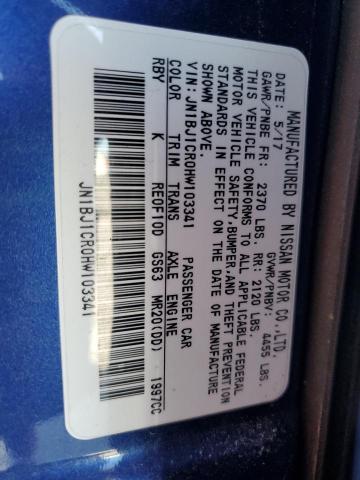 MANUFACTURED BY NISSAN MOTOR CO.,LTD.
5/17 GVWR/PNBV: 4455 LBS.
GAWR/PNBE FR: 2370 LBS. RR: 2120 LBS.
THIS VEHICLE CONFORMS TO ALL APPLICABLE FEDERAL
MOTOR VEHICLE SAFETY,BUMPER,AND THEFT PREVENTION
STANDARDS IN EFFECT ON THE DATE OF MANUFACTURE
SHOWN ABOVE.
VIN: JN1BJ1CR0HW103341 PASSENGER CAR
COLOR TRIM TRANS AXLE ENGINE
RBY K RE0F10D GS63 MR20(DD) 1997CC
JN1BJ1CR0HW103341